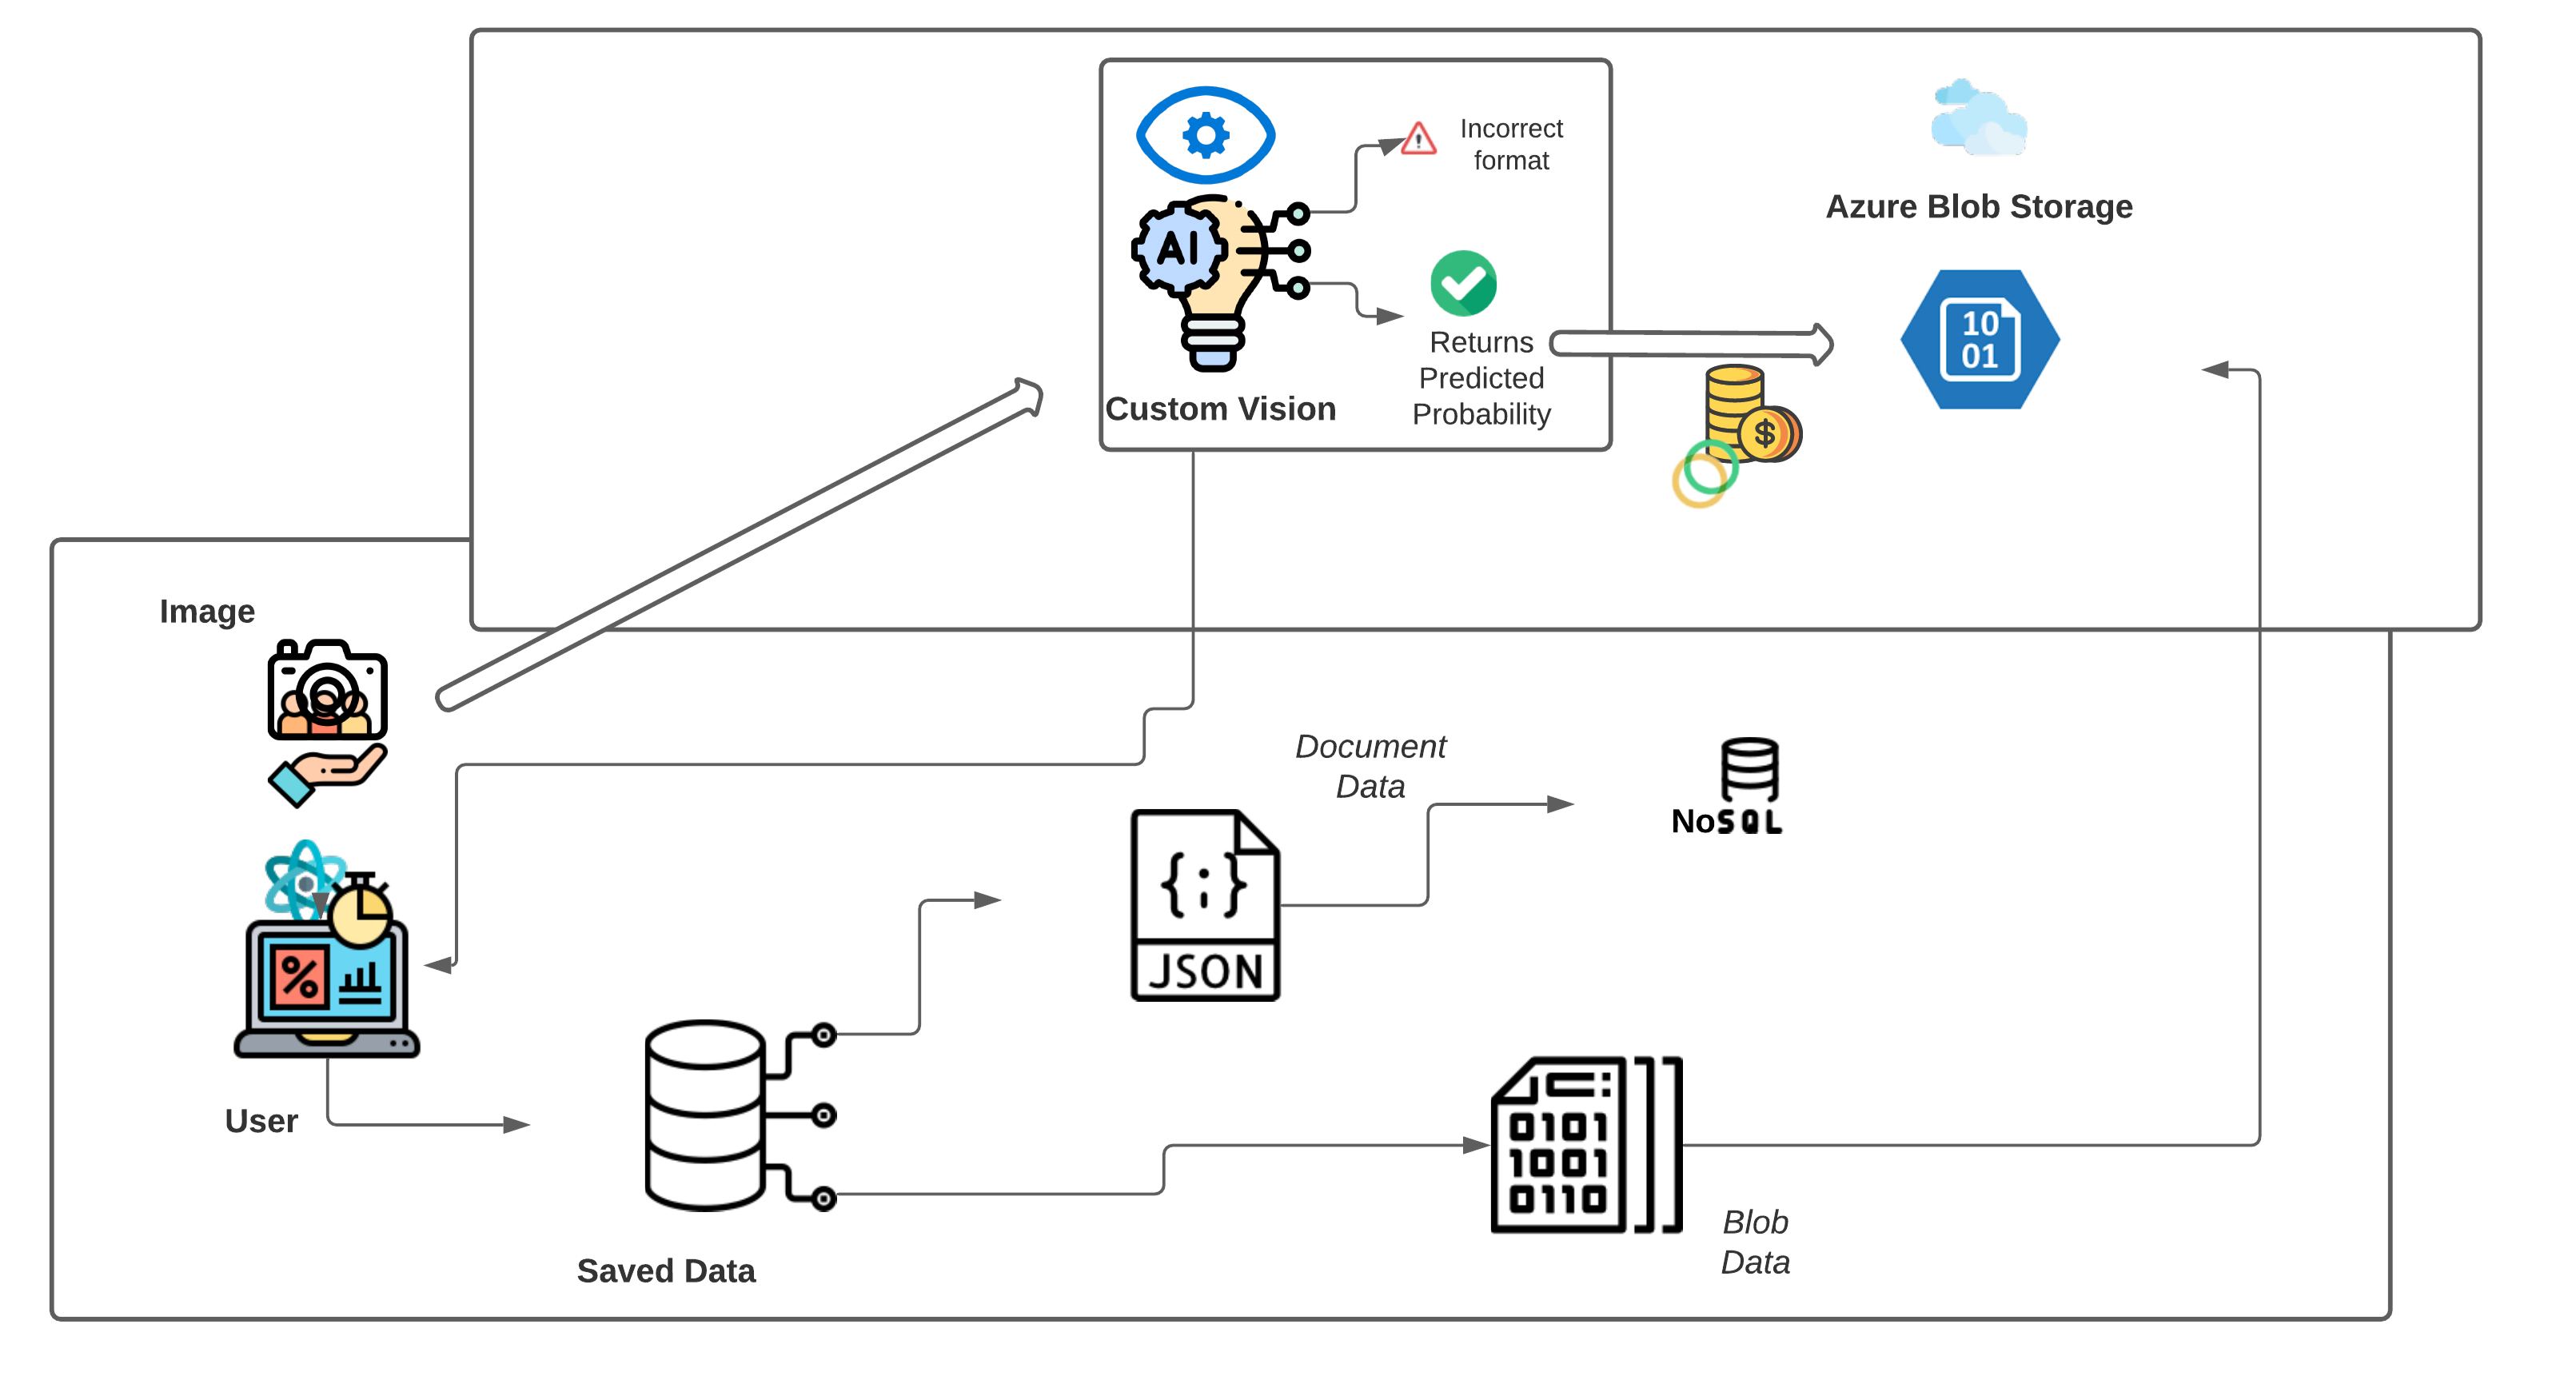 Incorrect
format
AI
Returns
Predicted
Probability
Custom Vision
Azure Blob Storage
10
01
$
Image
Document
Data
NoSQL
{;}
JSON
%
User
Saved Data
0101
1001
0110
Blob
Data